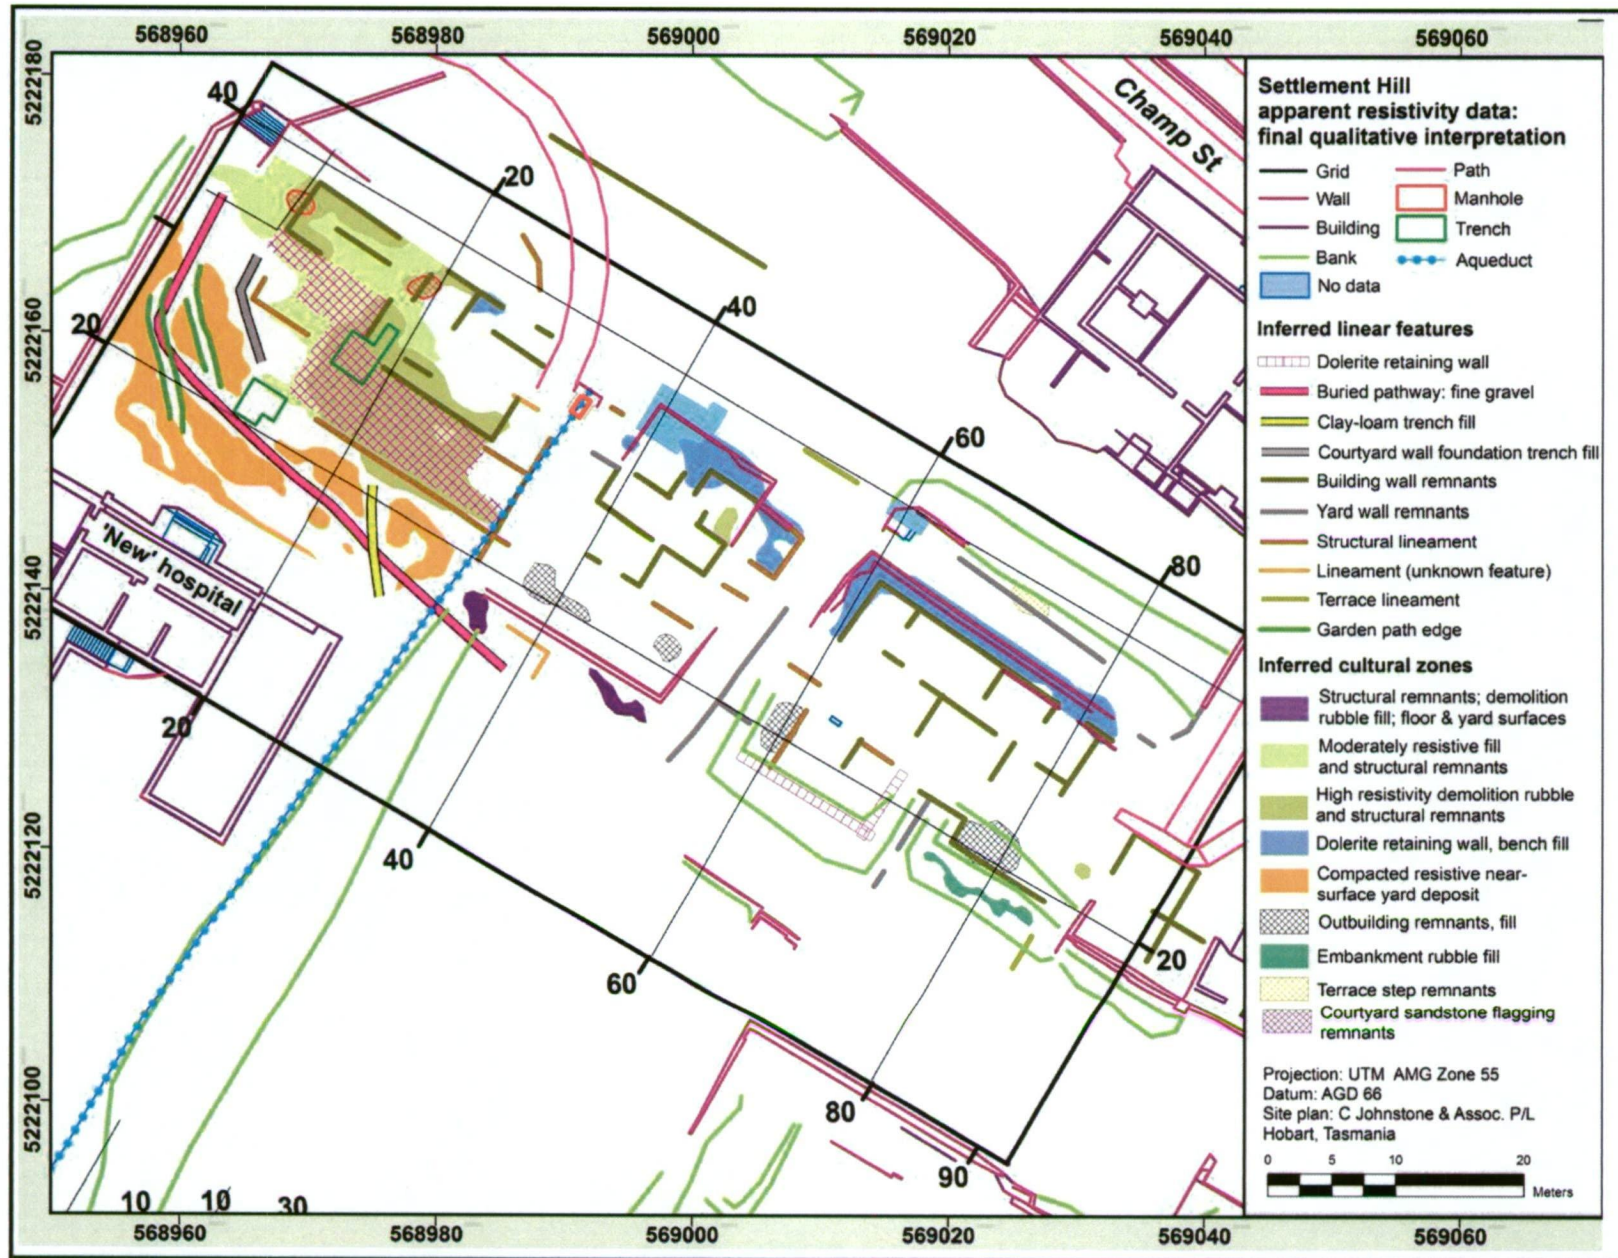 568960 568980 569000 569020 569040 569060
5222180
5222160
5222140
5222120
5222100
40
20
40
60
80
20
Champ St
'New' hospital
20
40
60
80
90
20
10 10 30
568960 568980 569000 569020 569040 569060
Settlement Hill
apparent resistivity data:
final qualitative interpretation
Grid
Path
Wall
Manhole
Building
Trench
Bank
Aqueduct
No data
Inferred linear features
Dolerite retaining wall
Buried pathway: fine gravel
Clay-loam trench fill
Courtyard wall foundation trench fill
Building wall remnants
Yard wall remnants
Structural lineament
Lineament (unknown feature)
Terrace lineament
Garden path edge
Inferred cultural zones
Structural remnants; demolition
rubble fill; floor & yard surfaces
Moderately resistive fill
and structural remnants
High resistivity demolition rubble
and structural remnants
Dolerite retaining wall, bench fill
Compacted resistive near-
surface yard deposit
Outbuilding remnants, fill
Embankment rubble fill
Terrace step remnants
Courtyard sandstone flagging
remnants
Projection: UTM AMG Zone 55
Datum: AGD 66
Site plan: C Johnstone & Assoc. P/L
Hobart, Tasmania
0 5 10 20
Meters